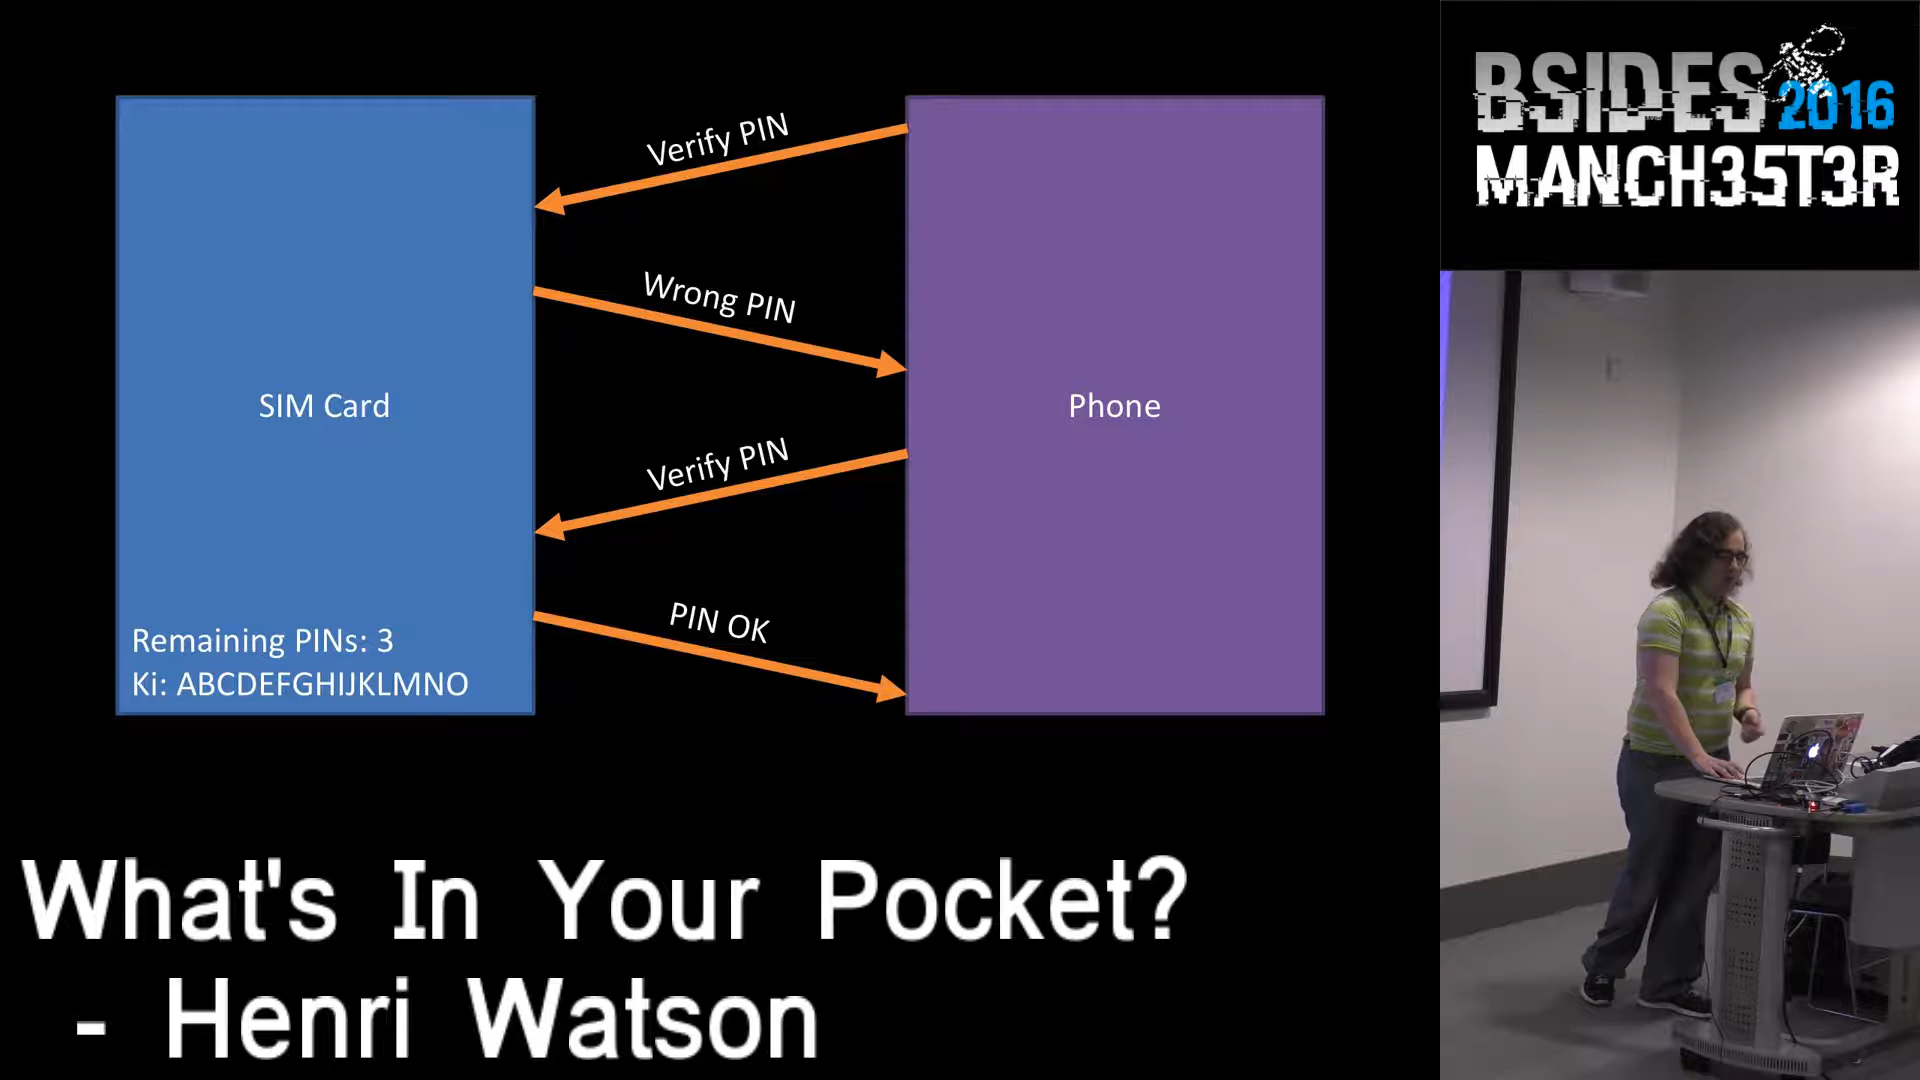 Verify PIN
Wrong PIN
SIM Card
Phone
Verify PIN
PIN OK
Remaining PINs: 3
Ki: ABCDEFGHIJKLMNO
What's In Your Pocket?
- Henri Watson
BSIDES 2016
MANCH35T3R